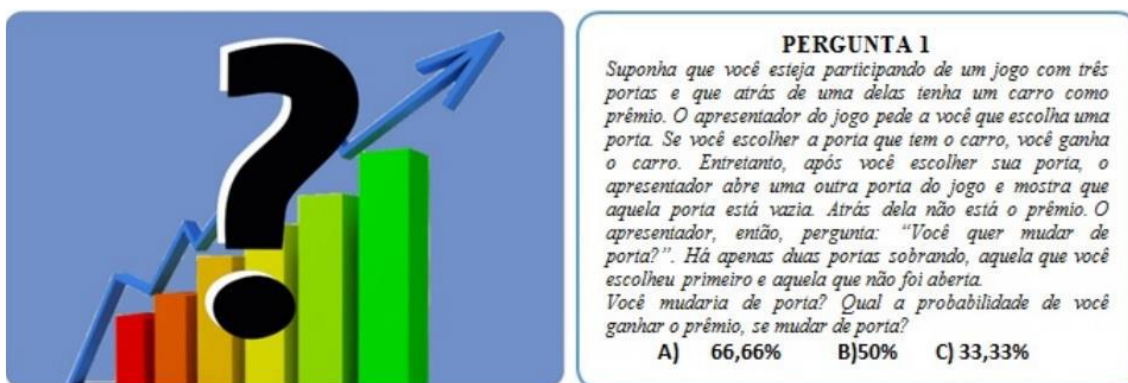 PERGUNTA 1
Suponha que você esteja participando de um jogo com três
portas e que atrás de uma delas tenha um carro como
prêmio. O apresentador do jogo pede a você que escolha uma
porta. Se você escolher a porta que tem o carro, você ganha
o carro. Entretanto, após você escolher sua porta, o
apresentador abre uma outra porta do jogo e mostra que
aquela porta está vazia. Atrás dela não está o prêmio. O
apresentador, então, pergunta: “Você quer mudar de
porta?”. Há apenas duas portas sobrando, aquela que você
escolheu primeiro e aquela que não foi aberta.
Você mudaria de porta? Qual a probabilidade de você
ganhar o prêmio, se mudar de porta?
A) 66,66% B)50% C) 33,33%